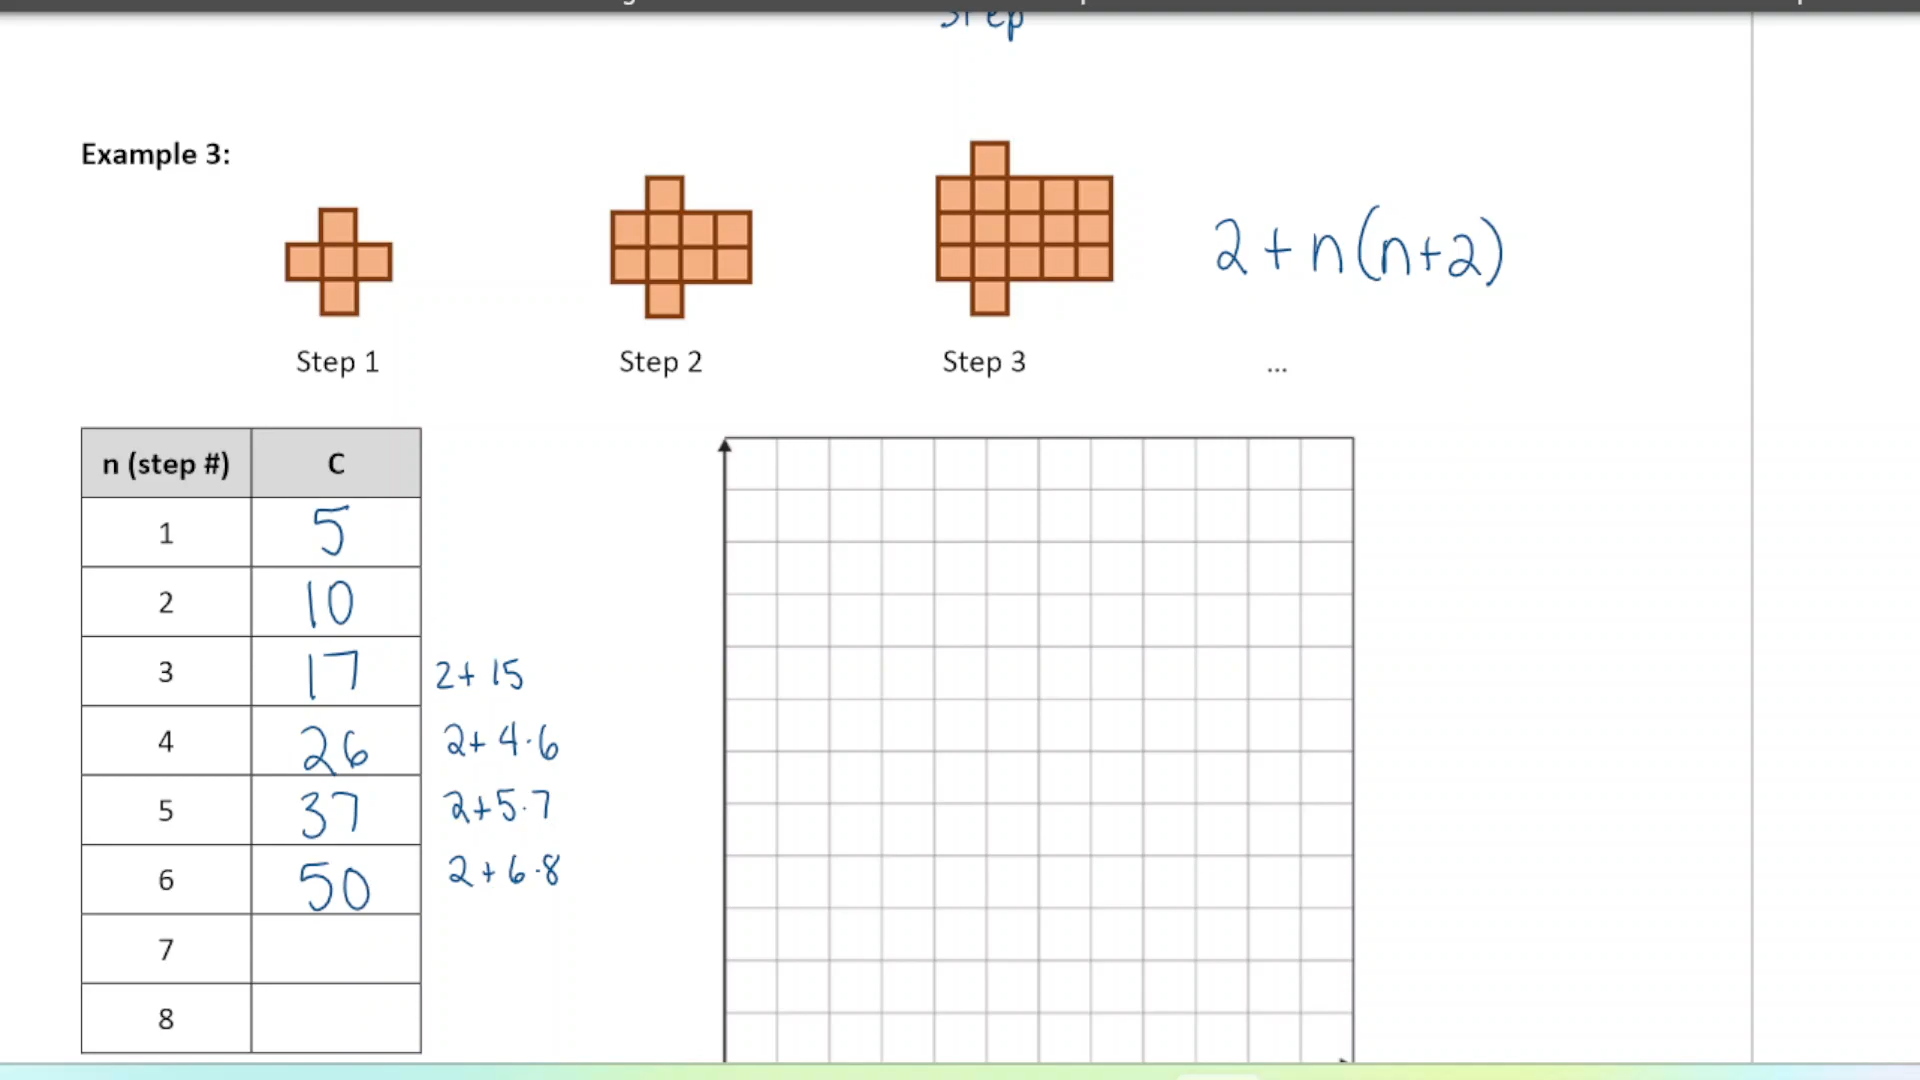 Step
Example 3:
2 + n(n+2)
Step 1
Step 2
Step 3
...
n (step #) C
1 5
2 10
3 17 2+ 15
4 26 2+ 4·6
5 37 2+5·7
6 50 2+6·8
7
8